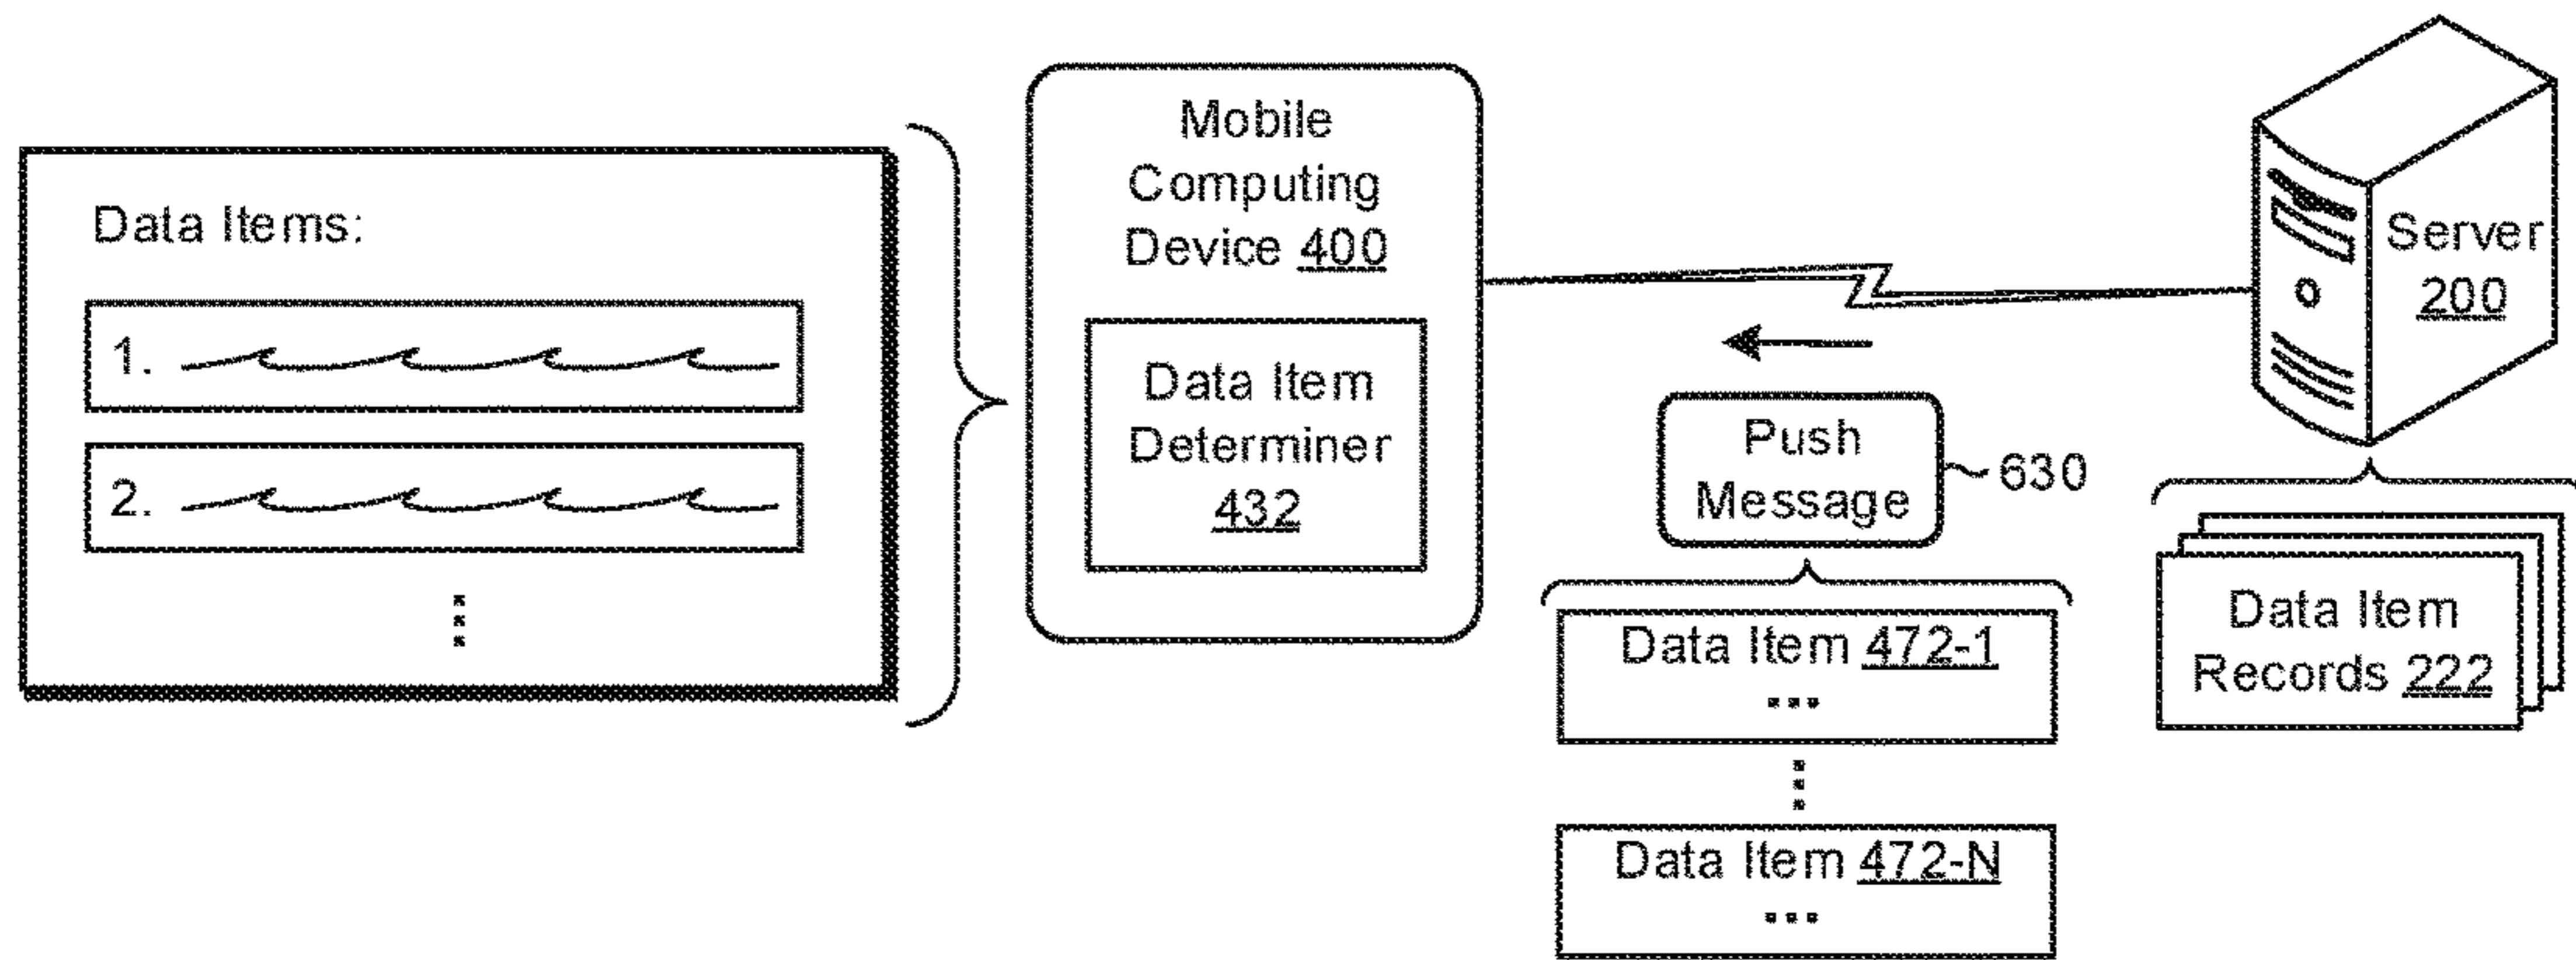 Data Items:
1.
2.
Mobile
Computing
Device 400
Data Item
Determiner
432
Push
Message
630
Data Item 472-1
...
Data Item 472-N
...
Server
200
Data Item
Records 222